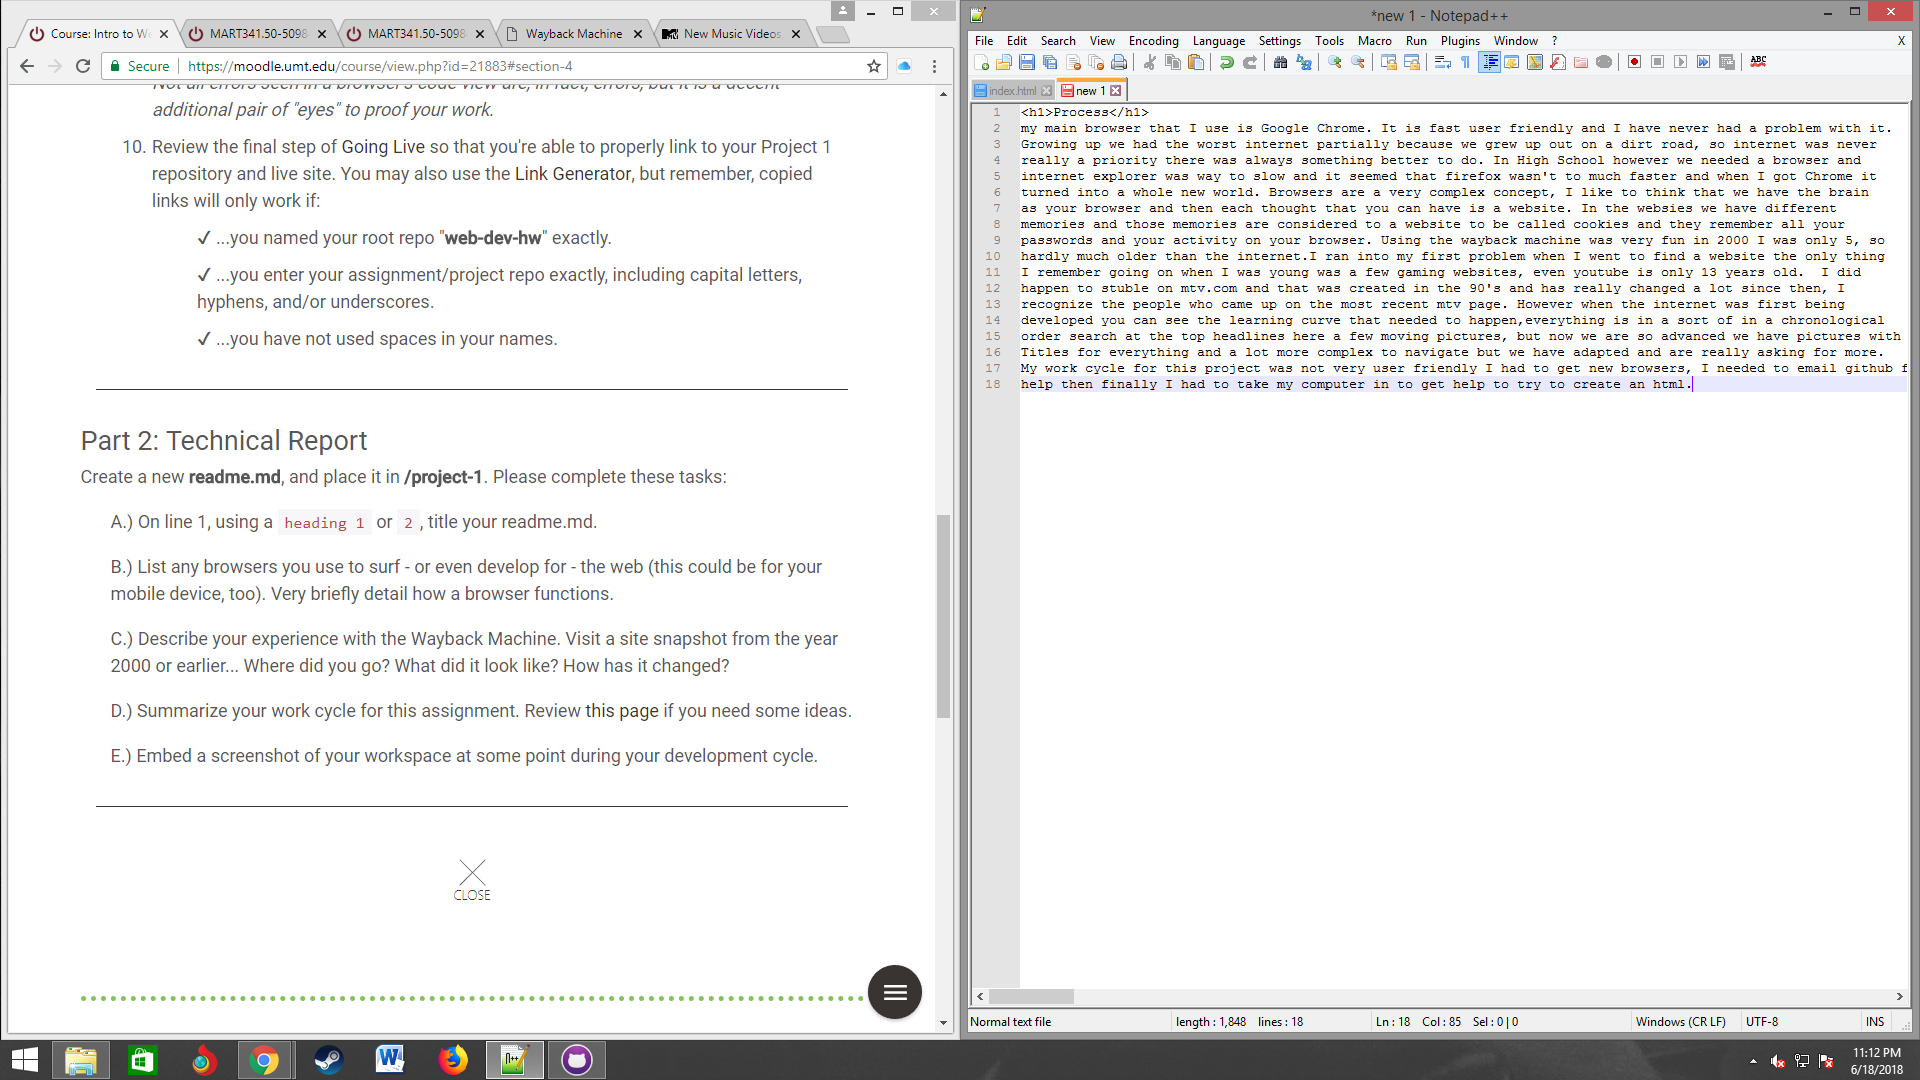 Course: Intro to We
MART341.50-5098
MART341.50-5098
Wayback Machine
New Music Videos
Secure
https://moodle.umt.edu/course/view.php?id=21883#section-4
Not all errors seen in a browser's code view are, in fact, errors, but it is a decent
additional pair of "eyes" to proof your work.
10. Review the final step of Going Live so that you're able to properly link to your Project 1
repository and live site. You may also use the Link Generator, but remember, copied
links will only work if:
✓ ...you named your root repo "web-dev-hw" exactly.
✓ ...you enter your assignment/project repo exactly, including capital letters,
hyphens, and/or underscores.
✓ ...you have not used spaces in your names.
Part 2: Technical Report
Create a new readme.md, and place it in /project-1. Please complete these tasks:
A.) On line 1, using a heading 1 or 2 , title your readme.md.
B.) List any browsers you use to surf - or even develop for - the web (this could be for your
mobile device, too). Very briefly detail how a browser functions.
C.) Describe your experience with the Wayback Machine. Visit a site snapshot from the year
2000 or earlier... Where did you go? What did it look like? How has it changed?
D.) Summarize your work cycle for this assignment. Review this page if you need some ideas.
E.) Embed a screenshot of your workspace at some point during your development cycle.
CLOSE
*new 1 - Notepad++
File Edit Search View Encoding Language Settings Tools Macro Run Plugins Window ? X
ABC
index.html
new 1
1 <h1>Process</h1>
2 my main browser that I use is Google Chrome. It is fast user friendly and I have never had a problem with it.
3 Growing up we had the worst internet partially because we grew up out on a dirt road, so internet was never
4 really a priority there was always something better to do. In High School however we needed a browser and
5 internet explorer was way to slow and it seemed that firefox wasn't to much faster and when I got Chrome it
6 turned into a whole new world. Browsers are a very complex concept, I like to think that we have the brain
7 as your browser and then each thought that you can have is a website. In the websies we have different
8 memories and those memories are considered to a website to be called cookies and they remember all your
9 passwords and your activity on your browser. Using the wayback machine was very fun in 2000 I was only 5, so
10 hardly much older than the internet.I ran into my first problem when I went to find a website the only thing
11 I remember going on when I was young was a few gaming websites, even youtube is only 13 years old.  I did
12 happen to stuble on mtv.com and that was created in the 90's and has really changed a lot since then, I
13 recognize the people who came up on the most recent mtv page. However when the internet was first being
14 developed you can see the learning curve that needed to happen,everything is in a sort of in a chronological
15 order search at the top headlines here a few moving pictures, but now we are so advanced we have pictures with
16 Titles for everything and a lot more complex to navigate but we have adapted and are really asking for more.
17 My work cycle for this project was not very user friendly I had to get new browsers, I needed to email github f
18 help then finally I had to take my computer in to get help to try to create an html.
Normal text file
length : 1,848 lines : 18
Ln : 18 Col : 85 Sel : 0 | 0
Windows (CR LF)
UTF-8
INS
11:12 PM
6/18/2018